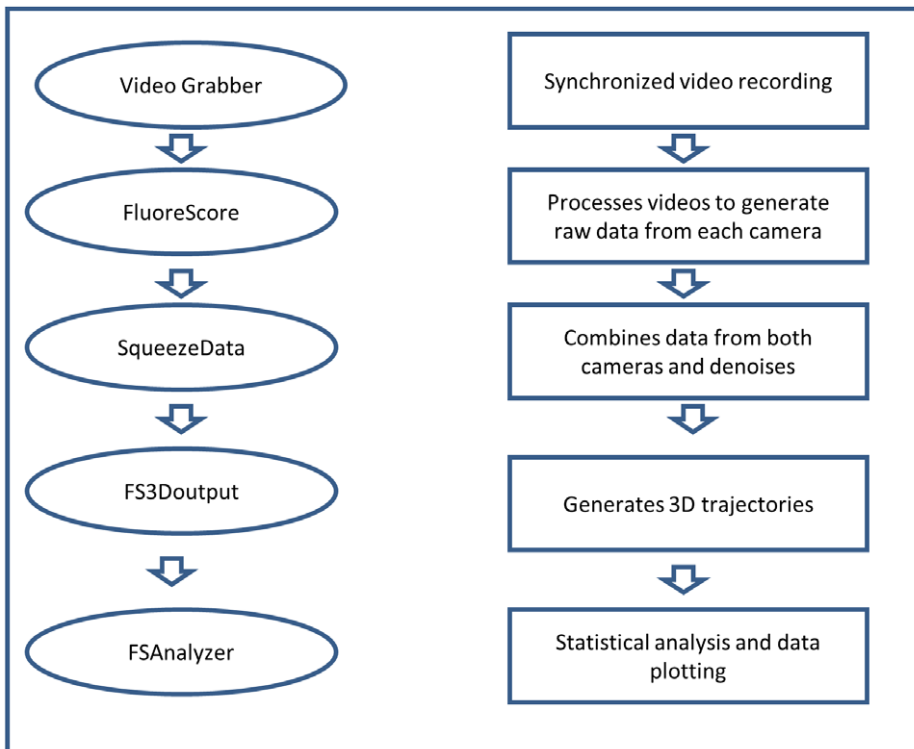 Video Grabber
Synchronized video recording
FluoreScore
Processes videos to generate
raw data from each camera
SqueezeData
Combines data from both
cameras and denoises
FS3Doutput
Generates 3D trajectories
FSAnalyzer
Statistical analysis and data
plotting